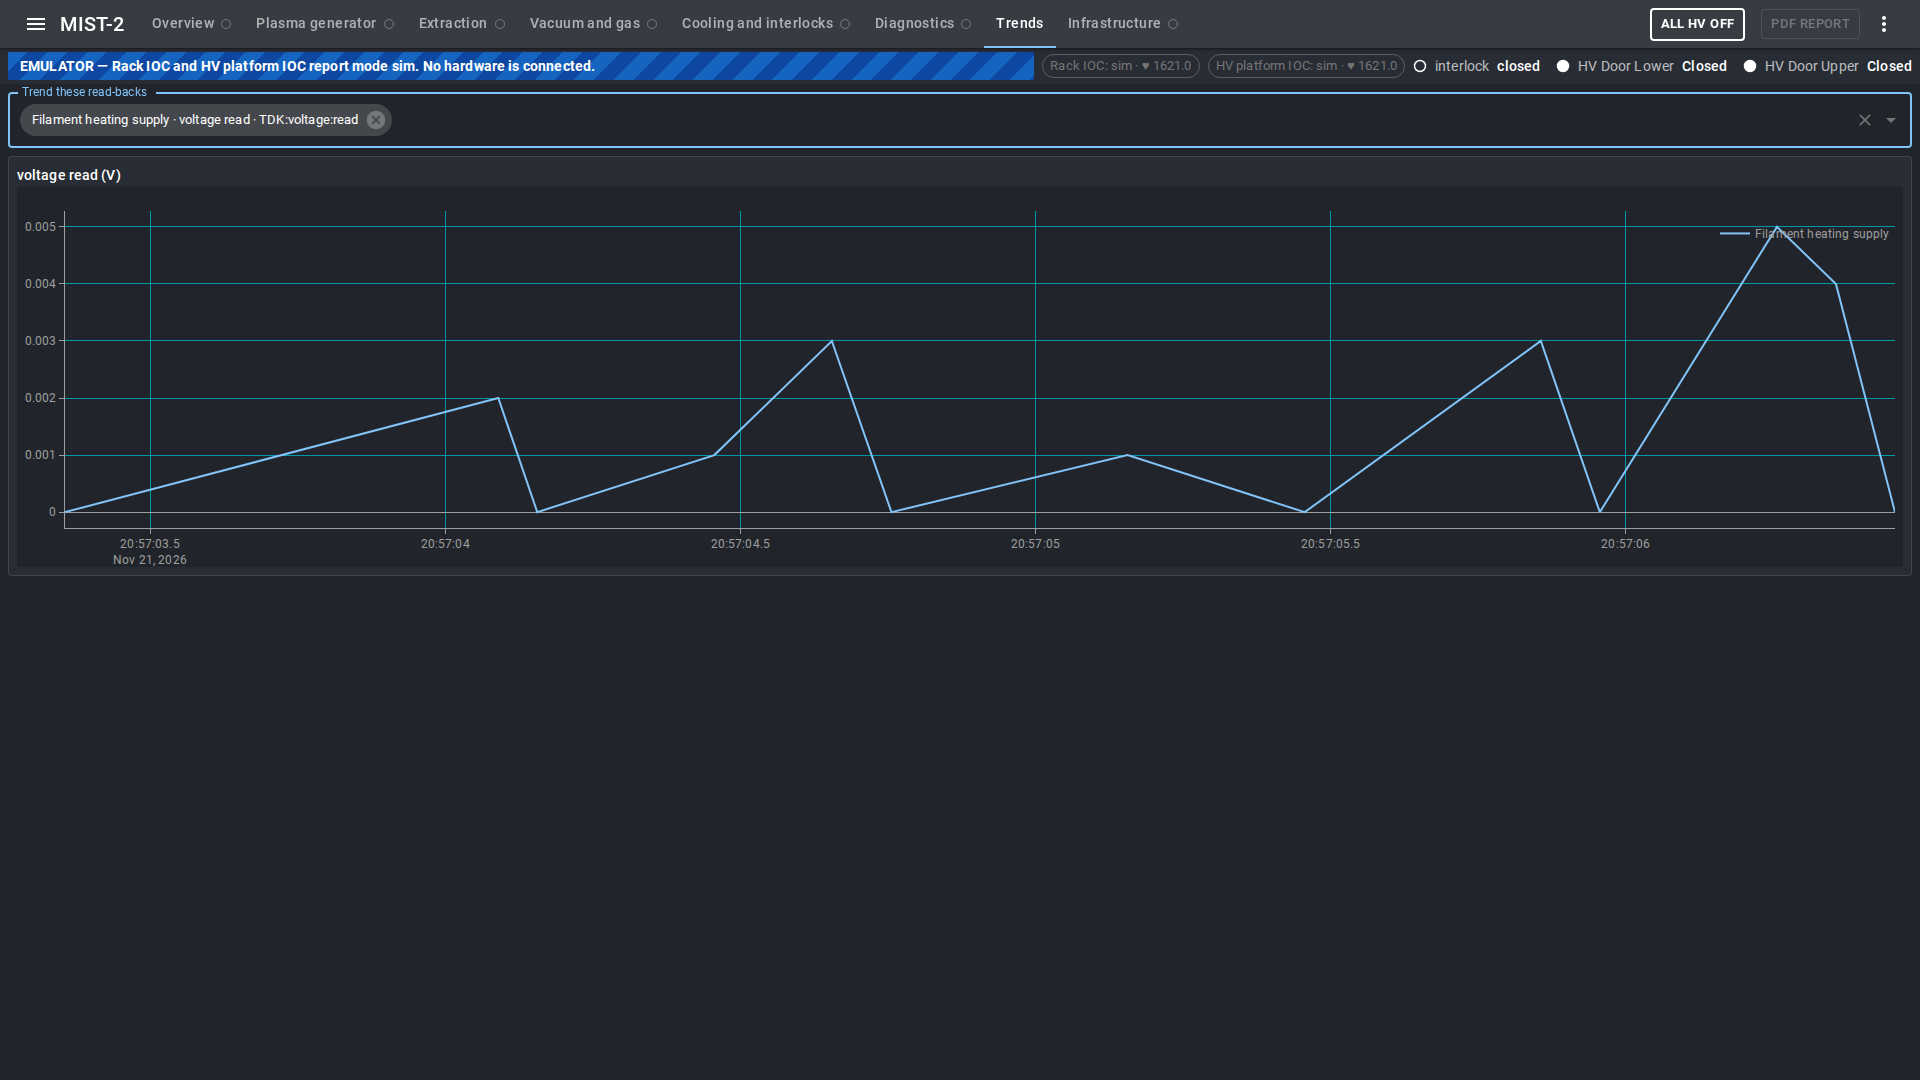 MIST-2
Overview
Plasma generator
Extraction
Vacuum and gas
Cooling and interlocks
Diagnostics
Trends
Infrastructure
ALL HV OFF
PDF REPORT
EMULATOR — Rack IOC and HV platform IOC report mode sim. No hardware is connected.
Rack IOC: sim · ♥ 1621.0
HV platform IOC: sim · ♥ 1621.0
interlock closed
HV Door Lower Closed
HV Door Upper Closed
Trend these read-backs
Filament heating supply · voltage read · TDK:voltage:read
voltage read (V)
0.005
0.004
0.003
0.002
0.001
0
Filament heating supply
20:57:03.5
Nov 21, 2026
20:57:04
20:57:04.5
20:57:05
20:57:05.5
20:57:06